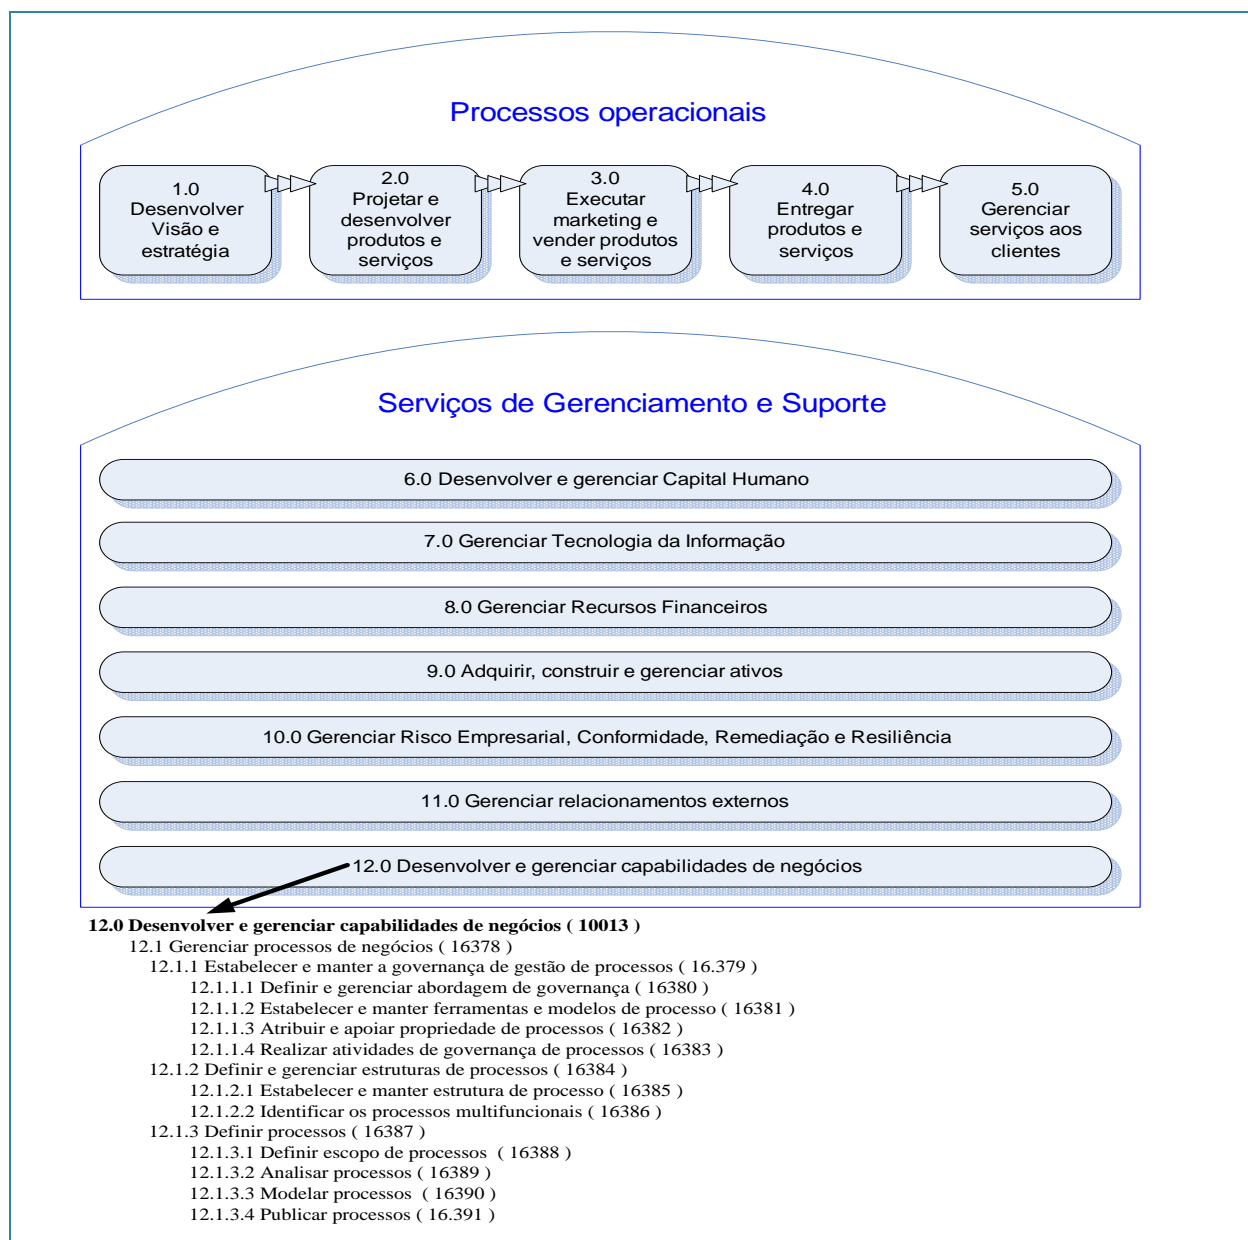 Processos operacionais
1.0
Desenvolver
Visão e
estratégia
2.0
Projetar e
desenvolver
produtos e
serviços
3.0
Executar
marketing e
vender produtos
e serviços
4.0
Entregar
produtos e
serviços
5.0
Gerenciar
serviços aos
clientes
Serviços de Gerenciamento e Suporte
6.0 Desenvolver e gerenciar Capital Humano
7.0 Gerenciar Tecnologia da Informação
8.0 Gerenciar Recursos Financeiros
9.0 Adquirir, construir e gerenciar ativos
10.0 Gerenciar Risco Empresarial, Conformidade, Remediação e Resiliência
11.0 Gerenciar relacionamentos externos
12.0 Desenvolver e gerenciar capabilidades de negócios
12.0 Desenvolver e gerenciar capabilidades de negócios ( 10013 )
12.1 Gerenciar processos de negócios ( 16378 )
12.1.1 Estabelecer e manter a governança de gestão de processos ( 16.379 )
12.1.1.1 Definir e gerenciar abordagem de governança ( 16380 )
12.1.1.2 Estabelecer e manter ferramentas e modelos de processo ( 16381 )
12.1.1.3 Atribuir e apoiar propriedade de processos ( 16382 )
12.1.1.4 Realizar atividades de governança de processos ( 16383 )
12.1.2 Definir e gerenciar estruturas de processos ( 16384 )
12.1.2.1 Estabelecer e manter estrutura de processo ( 16385 )
12.1.2.2 Identificar os processos multifuncionais ( 16386 )
12.1.3 Definir processos ( 16387 )
12.1.3.1 Definir escopo de processos ( 16388 )
12.1.3.2 Analisar processos ( 16389 )
12.1.3.3 Modelar processos ( 16390 )
12.1.3.4 Publicar processos ( 16.391 )